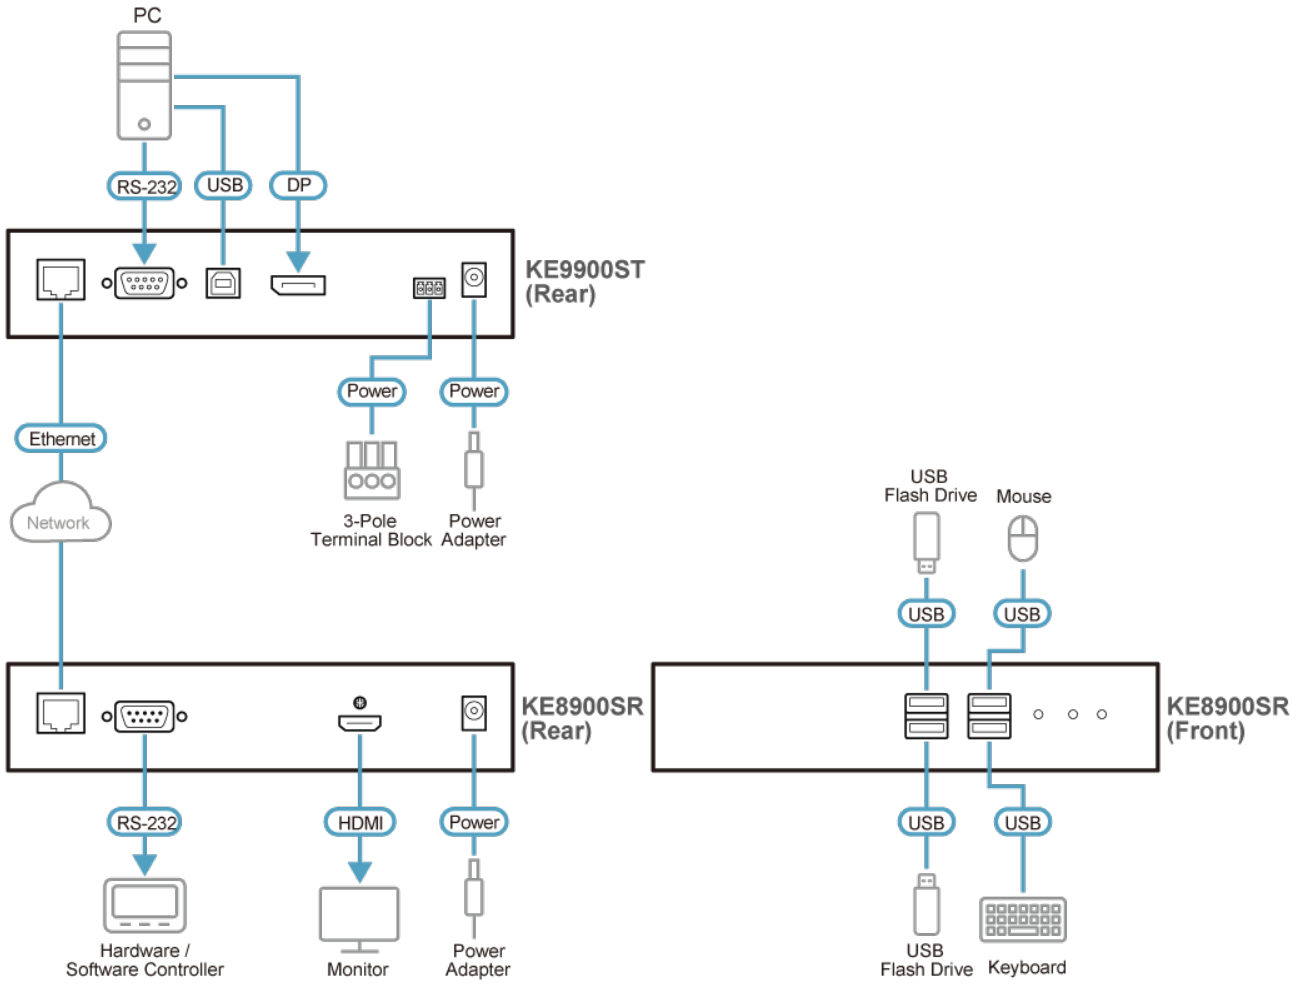 PC
RS-232
USB
DP
KE9900ST
(Rear)
Power
Power
Ethernet
Network
3-Pole
Terminal Block
Power
Adapter
USB
Flash Drive
Mouse
USB
USB
KE8900SR
(Rear)
KE8900SR
(Front)
RS-232
HDMI
Power
USB
USB
Hardware /
Software Controller
Monitor
Power
Adapter
USB
Flash Drive
Keyboard